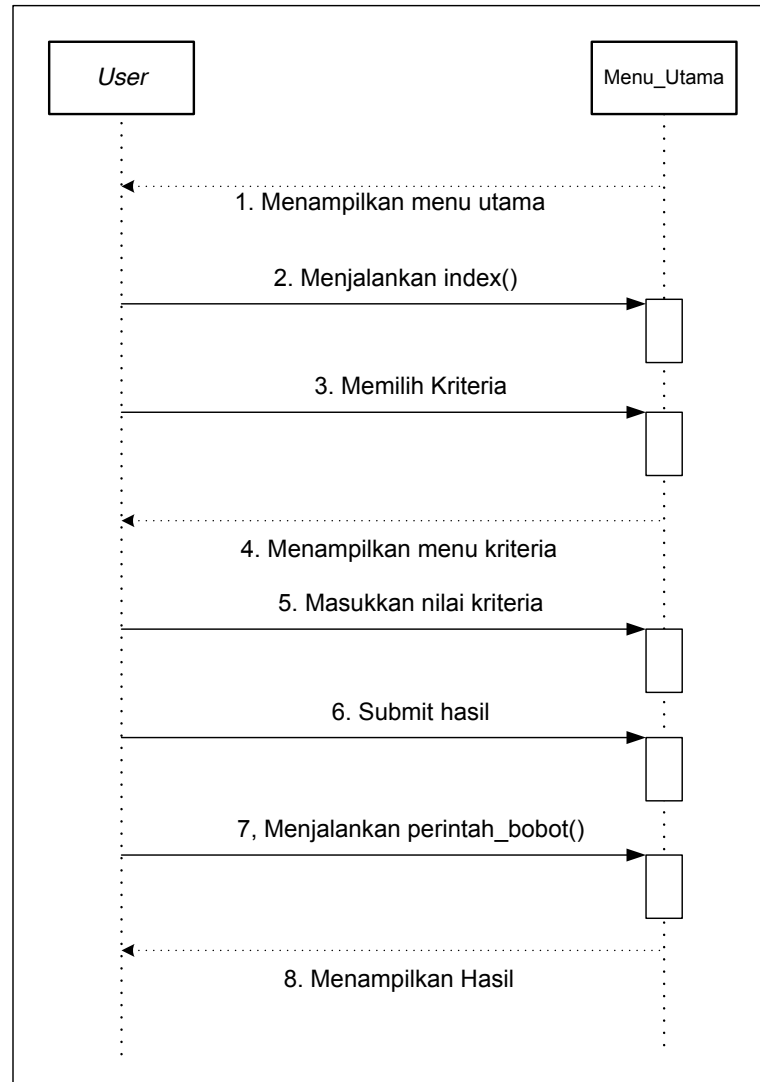 User
Menu_Utama
1. Menampilkan menu utama
2. Menjalankan index()
3. Memilih Kriteria
4. Menampilkan menu kriteria
5. Masukkan nilai kriteria
6. Submit hasil
7, Menjalankan perintah_bobot()
8. Menampilkan Hasil